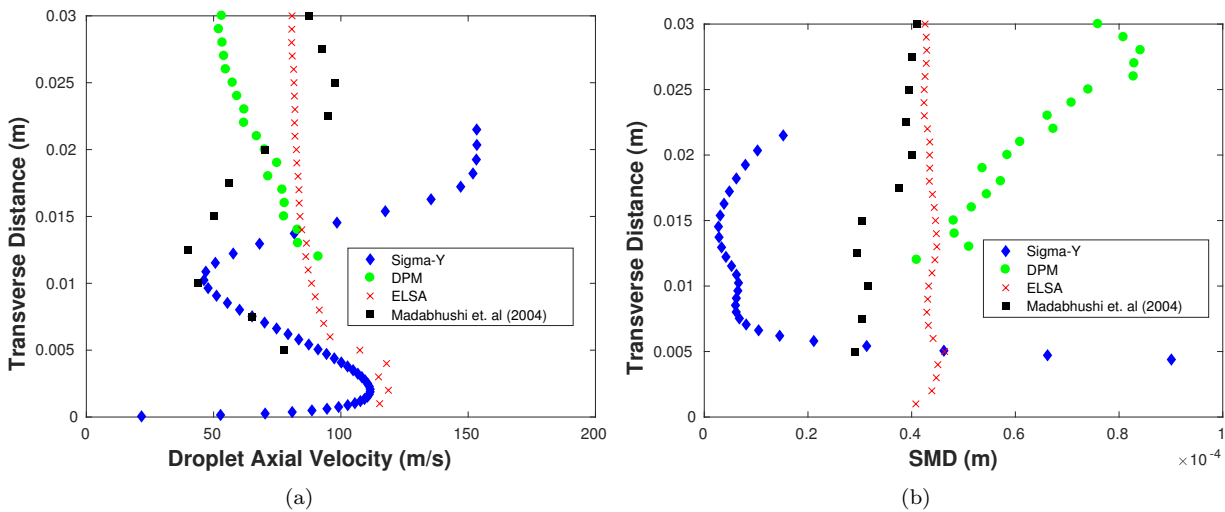 0.03
0.025
0.02
0.015
0.01
0.005
0
Transverse Distance (m)
Sigma-Y
DPM
ELSA
Madabhushi et. al (2004)
0 50 100 150 200
Droplet Axial Velocity (m/s)
(a)
0.03
0.025
0.02
0.015
0.01
0.005
0
Transverse Distance (m)
Sigma-Y
DPM
ELSA
Madabhushi et. al (2004)
0 0.2 0.4 0.6 0.8 1
SMD (m)
×10⁻⁴
(b)